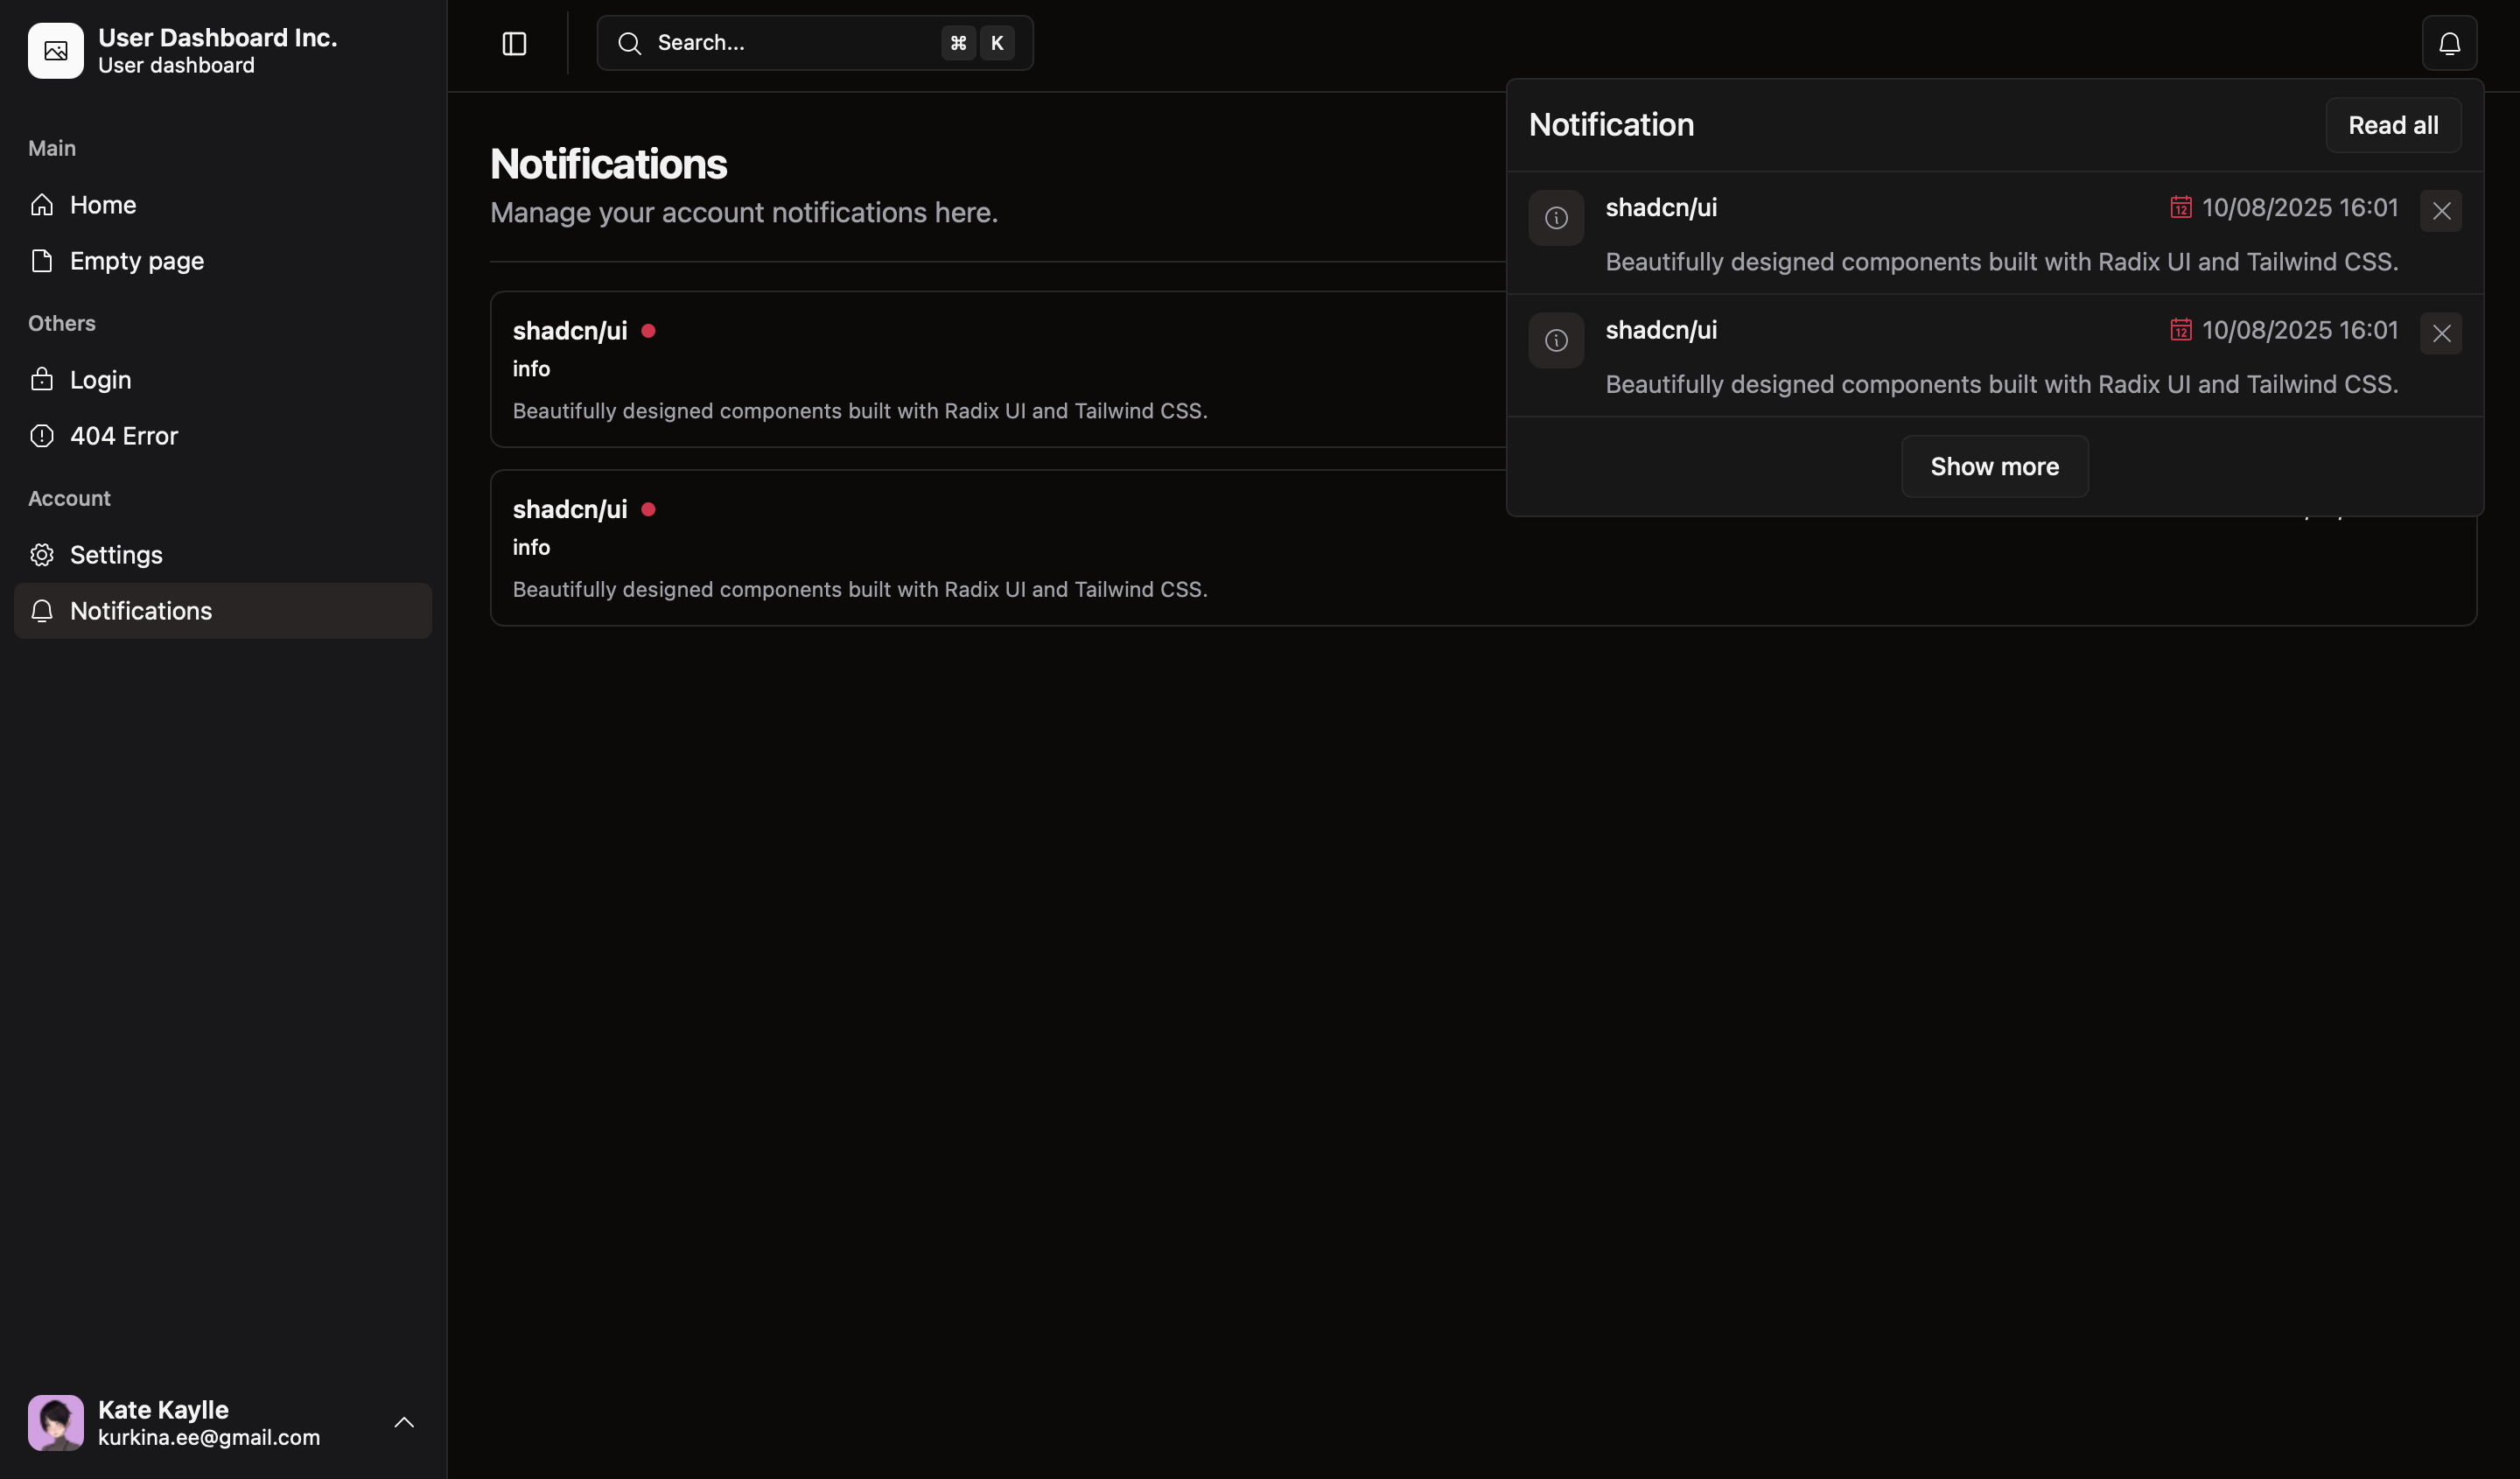 User Dashboard Inc.
User dashboard
Main
Home
Empty page
Others
Login
404 Error
Account
Settings
Notifications
Kate Kaylle
kurkina.ee@gmail.com
Search...
⌘ K
Notifications
Manage your account notifications here.
shadcn/ui
info
Beautifully designed components built with Radix UI and Tailwind CSS.
shadcn/ui
info
Beautifully designed components built with Radix UI and Tailwind CSS.
Notification
Read all
shadcn/ui
12 10/08/2025 16:01
Beautifully designed components built with Radix UI and Tailwind CSS.
shadcn/ui
12 10/08/2025 16:01
Beautifully designed components built with Radix UI and Tailwind CSS.
Show more